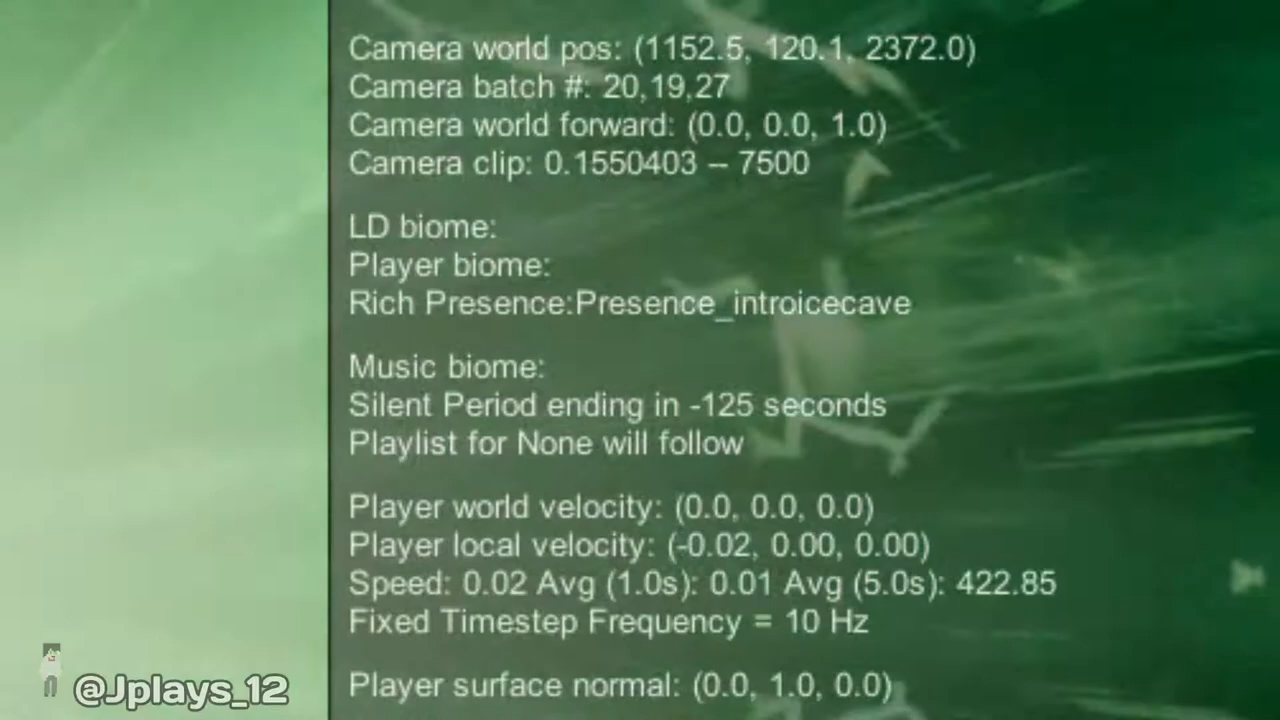 Camera world pos: (1152.5, 120.1, 2372.0)
Camera batch #: 20,19,27
Camera world forward: (0.0, 0.0, 1.0)
Camera clip: 0.1550403 – 7500
LD biome:
Player biome:
Rich Presence:Presence_introicecave
Music biome:
Silent Period ending in -125 seconds
Playlist for None will follow
Player world velocity: (0.0, 0.0, 0.0)
Player local velocity: (-0.02, 0.00, 0.00)
Speed: 0.02 Avg (1.0s): 0.01 Avg (5.0s): 422.85
Fixed Timestep Frequency = 10 Hz
Player surface normal: (0.0, 1.0, 0.0)
@Jplays_12